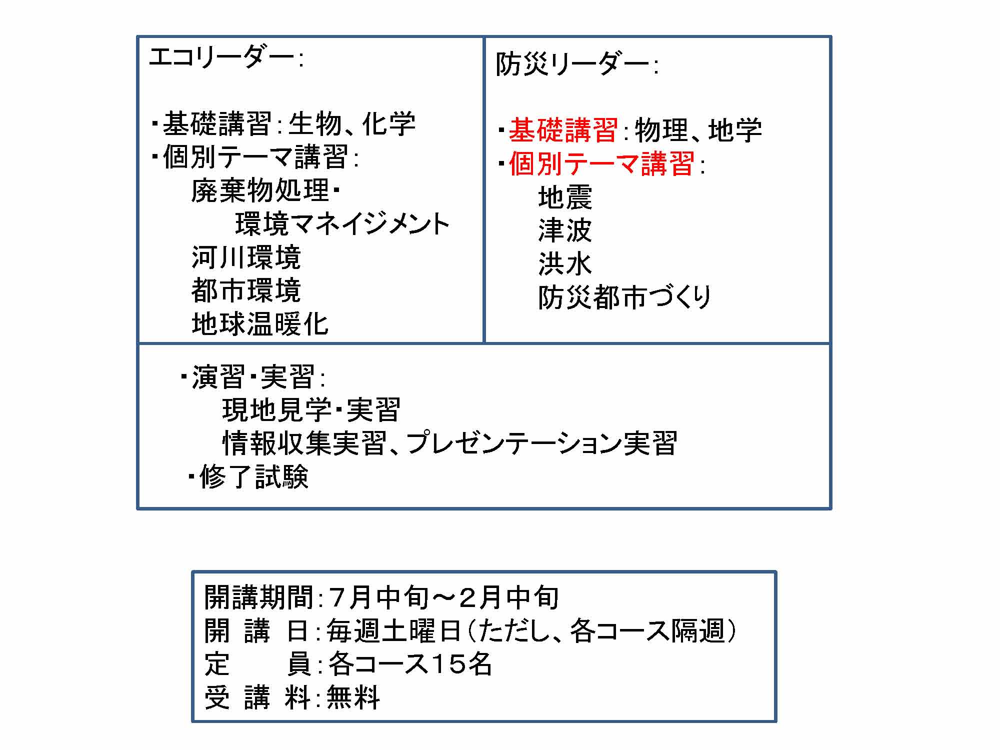 エコリーダー：
・基礎講習：生物、化学
・個別テーマ講習：
廃棄物処理・
環境マネイジメント
河川環境
都市環境
地球温暖化
防災リーダー：
・基礎講習：物理、地学
・個別テーマ講習：
地震
津波
洪水
防災都市づくり
・演習・実習：
現地見学・実習
情報収集実習、プレゼンテーション実習
・修了試験
開講期間：７月中旬～２月中旬
開　講　日：毎週土曜日（ただし、各コース隔週）
定　　　員：各コース１５名
受　講　料：無料